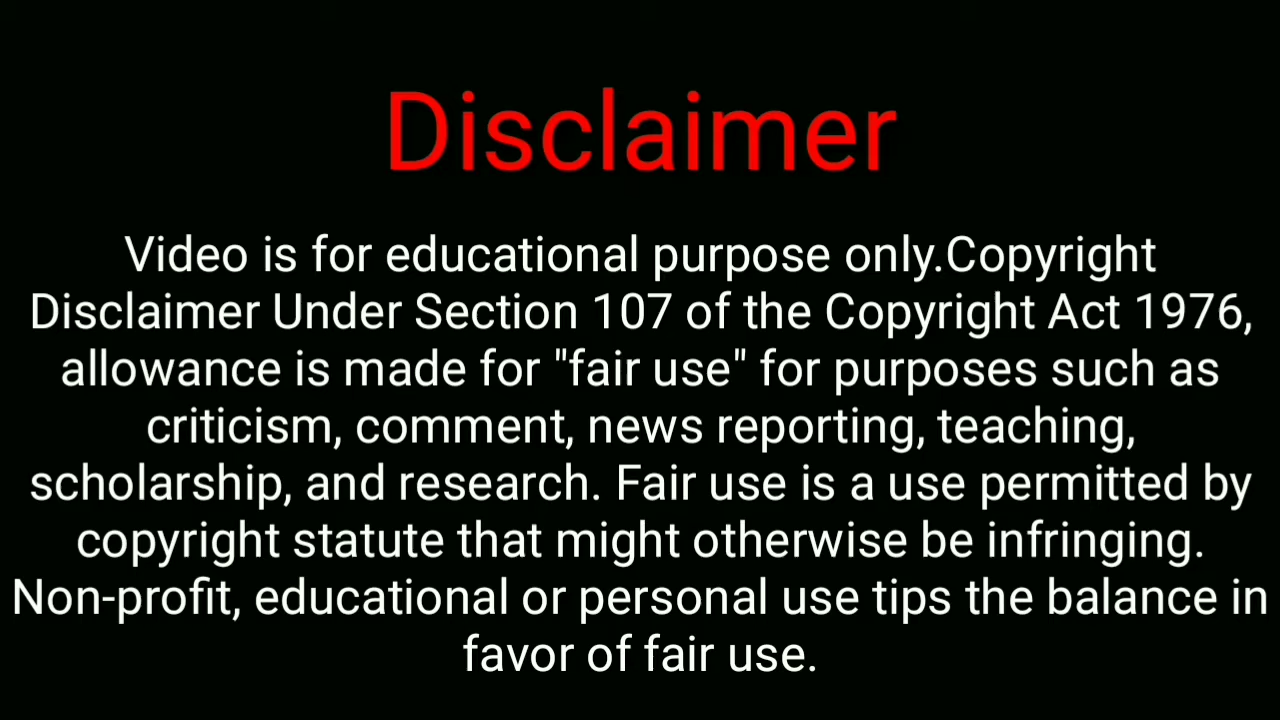 Disclaimer
Video is for educational purpose only.Copyright
Disclaimer Under Section 107 of the Copyright Act 1976,
allowance is made for "fair use" for purposes such as
criticism, comment, news reporting, teaching,
scholarship, and research. Fair use is a use permitted by
copyright statute that might otherwise be infringing.
Non-profit, educational or personal use tips the balance in
favor of fair use.